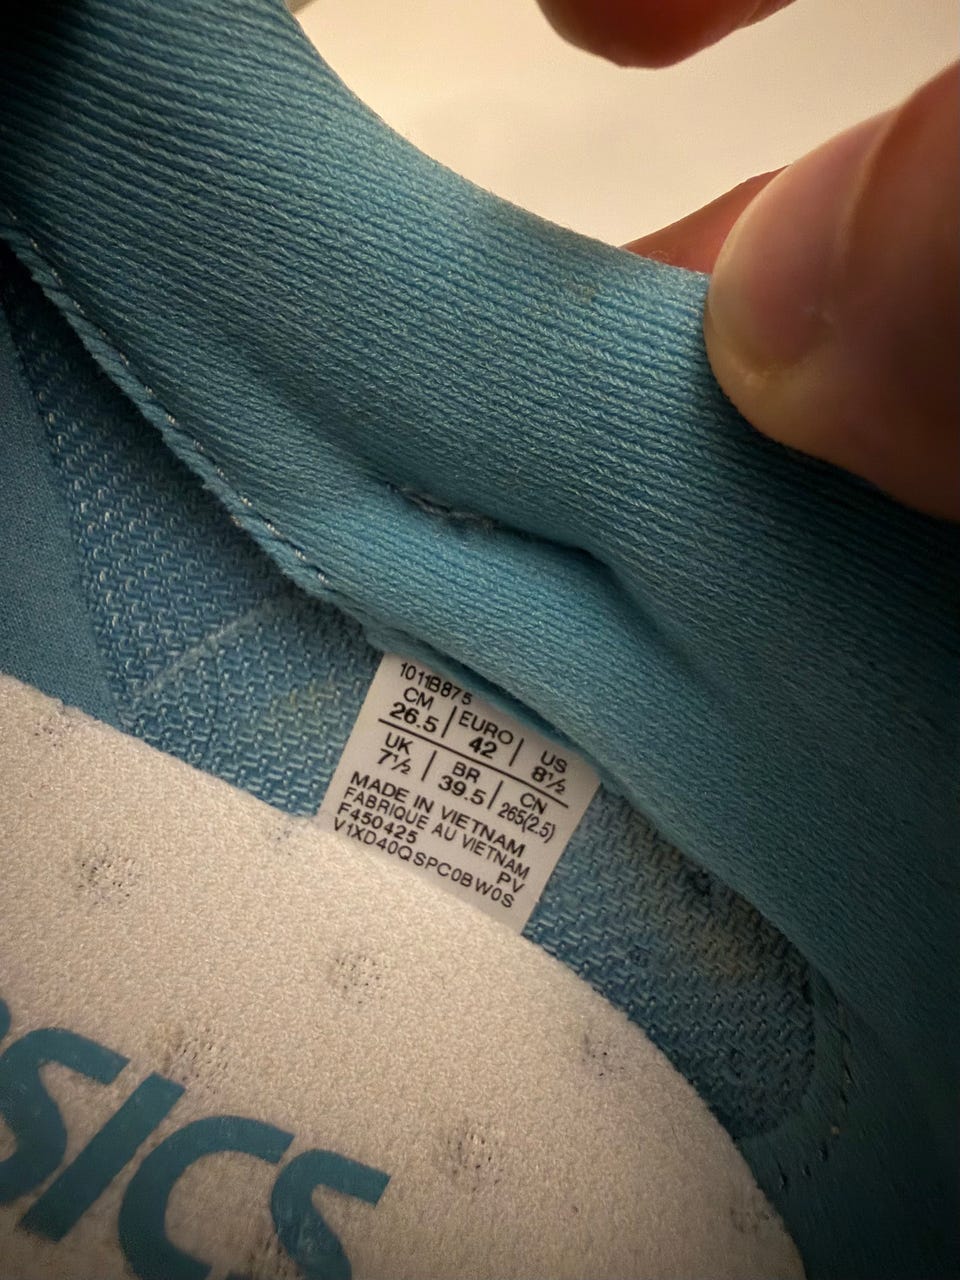 1011B875
CM EURO US
26.5 42 8½
UK BR CN
7½ 39.5 265(2.5)
MADE IN VIETNAM
FABRIQUE AU VIETNAM
F450425 PV
V1XD40QSPC0BW0S
SICS